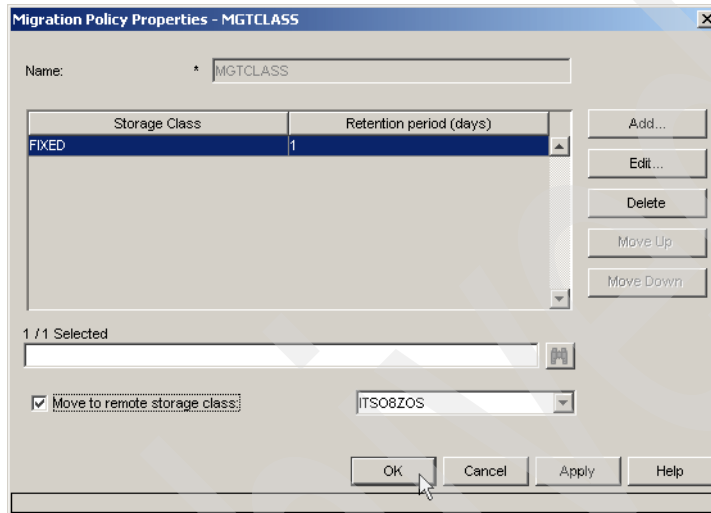 Migration Policy Properties - MGTCLASS
Name: * MGTCLASS
Storage Class Retention period (days)
FIXED 1
Add...
Edit...
Delete
Move Up
Move Down
1 / 1 Selected
Move to remote storage class: ITSO8ZOS
OK Cancel Apply Help